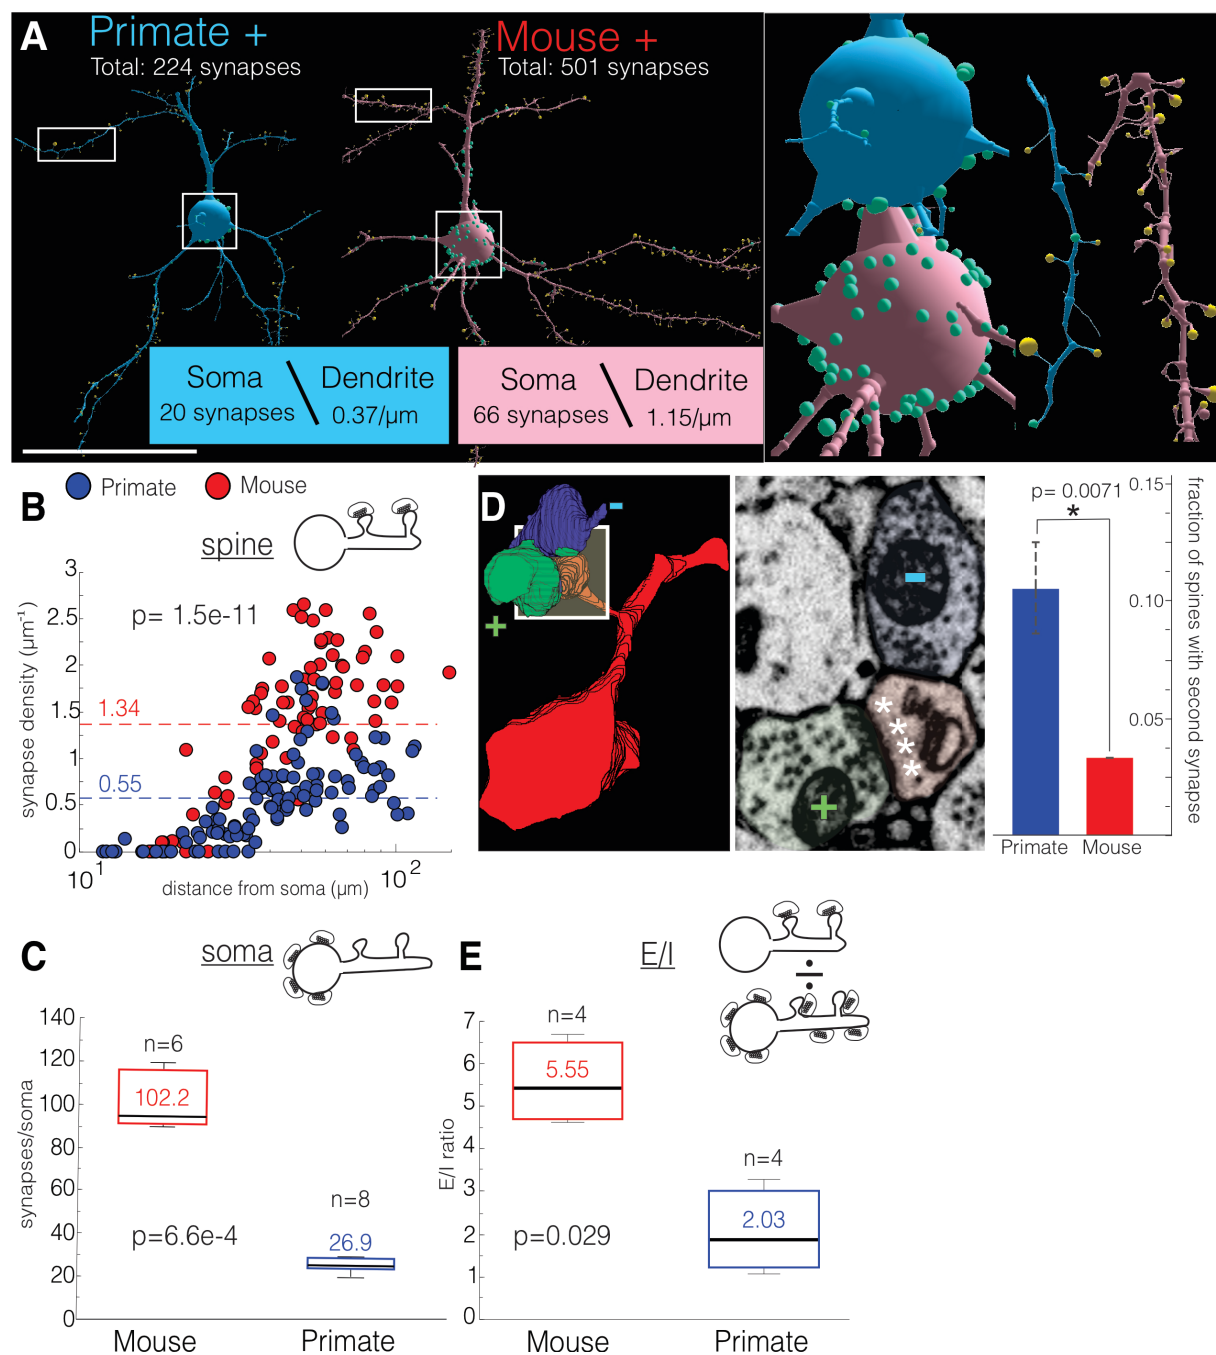 A
Primate +
Total: 224 synapses
Mouse +
Total: 501 synapses
Soma \ Dendrite
20 synapses 0.37/µm
Soma \ Dendrite
66 synapses 1.15/µm
B
Primate
Mouse
spine
synapse density (µm⁻¹)
3
2.5
2
1.5
1
0.5
0
p= 1.5e-11
1.34
0.55
10¹
10²
distance from soma (µm)
D
-
+
-
* * * *
+
p= 0.0071
*
0.15
0.10
0.05
fraction of spines with second synapse
Primate
Mouse
C
soma
synapses/soma
140
120
100
80
60
40
20
0
n=6
102.2
n=8
26.9
p=6.6e-4
Mouse
Primate
E
E/I
E/I ratio
7
6
5
4
3
2
1
0
n=4
5.55
n=4
2.03
p=0.029
Mouse
Primate